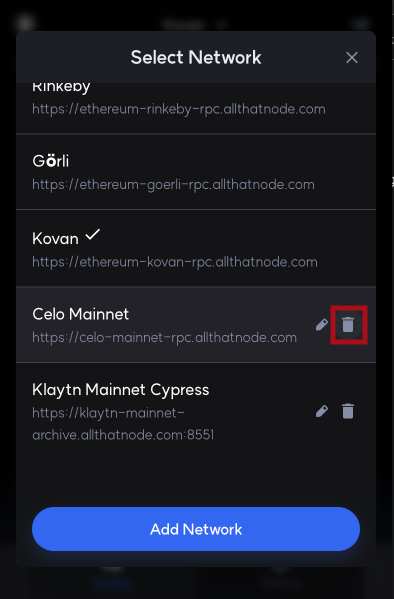 Select Network
Rinkeby
https://ethereum-rinkeby-rpc.allthatnode.com
Görli
https://ethereum-goerli-rpc.allthatnode.com
Kovan
https://ethereum-kovan-rpc.allthatnode.com
Celo Mainnet
https://celo-mainnet-rpc.allthatnode.com
Klaytn Mainnet Cypress
https://klaytn-mainnet-
archive.allthatnode.com:8551
Add Network